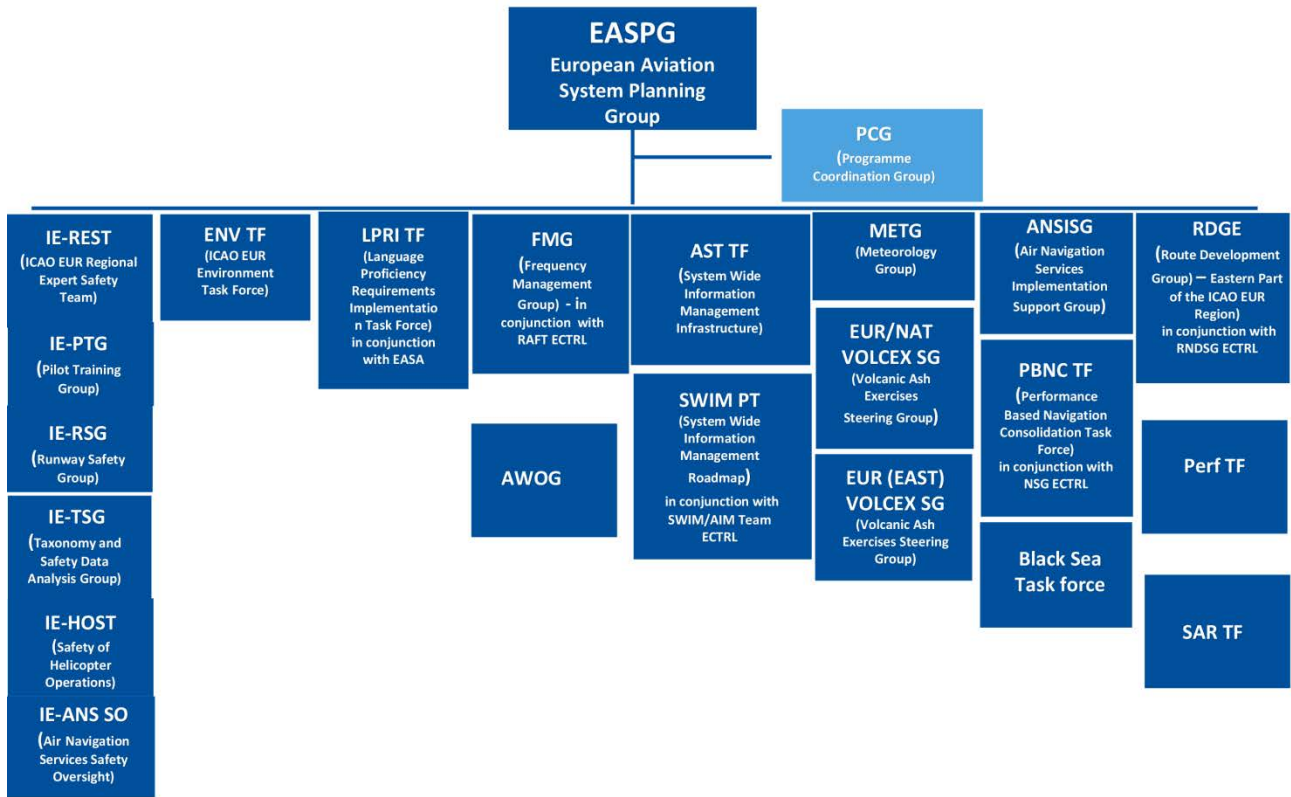 EASPG
European Aviation
System Planning
Group
PCG
(Programme
Coordination Group)
IE-REST
(ICAO EUR Regional
Expert Safety
Team)
IE-PTG
(Pilot Training
Group)
IE-RSG
(Runway Safety
Group)
IE-TSG
(Taxonomy and
Safety Data
Analysis Group)
IE-HOST
(Safety of
Helicopter
Operations)
IE-ANS SO
(Air Navigation
Services Safety
Oversight)
ENV TF
(ICAO EUR
Environment
Task Force)
LPRI TF
(Language
Proficiency
Requirements
Implementatio
n Task Force)
in conjunction
with EASA
FMG
(Frequency
Management
Group) - in
conjunction with
RAFT ECTRL
AWOG
AST TF
(System Wide
Information
Management
Infrastructure)
SWIM PT
(System Wide
Information
Management
Roadmap)
in conjunction with
SWIM/AIM Team
ECTRL
METG
(Meteorology
Group)
EUR/NAT
VOLCEX SG
(Volcanic Ash
Exercises
Steering Group)
EUR (EAST)
VOLCEX SG
(Volcanic Ash
Exercises Steering
Group)
ANSISG
(Air Navigation
Services
Implementation
Support Group)
PBNC TF
(Performance
Based Navigation
Consolidation Task
Force)
in conjunction with
NSG ECTRL
Black Sea
Task force
RDGE
(Route Development
Group) – Eastern Part
of the ICAO EUR
Region)
in conjunction with
RNDSG ECTRL
Perf TF
SAR TF